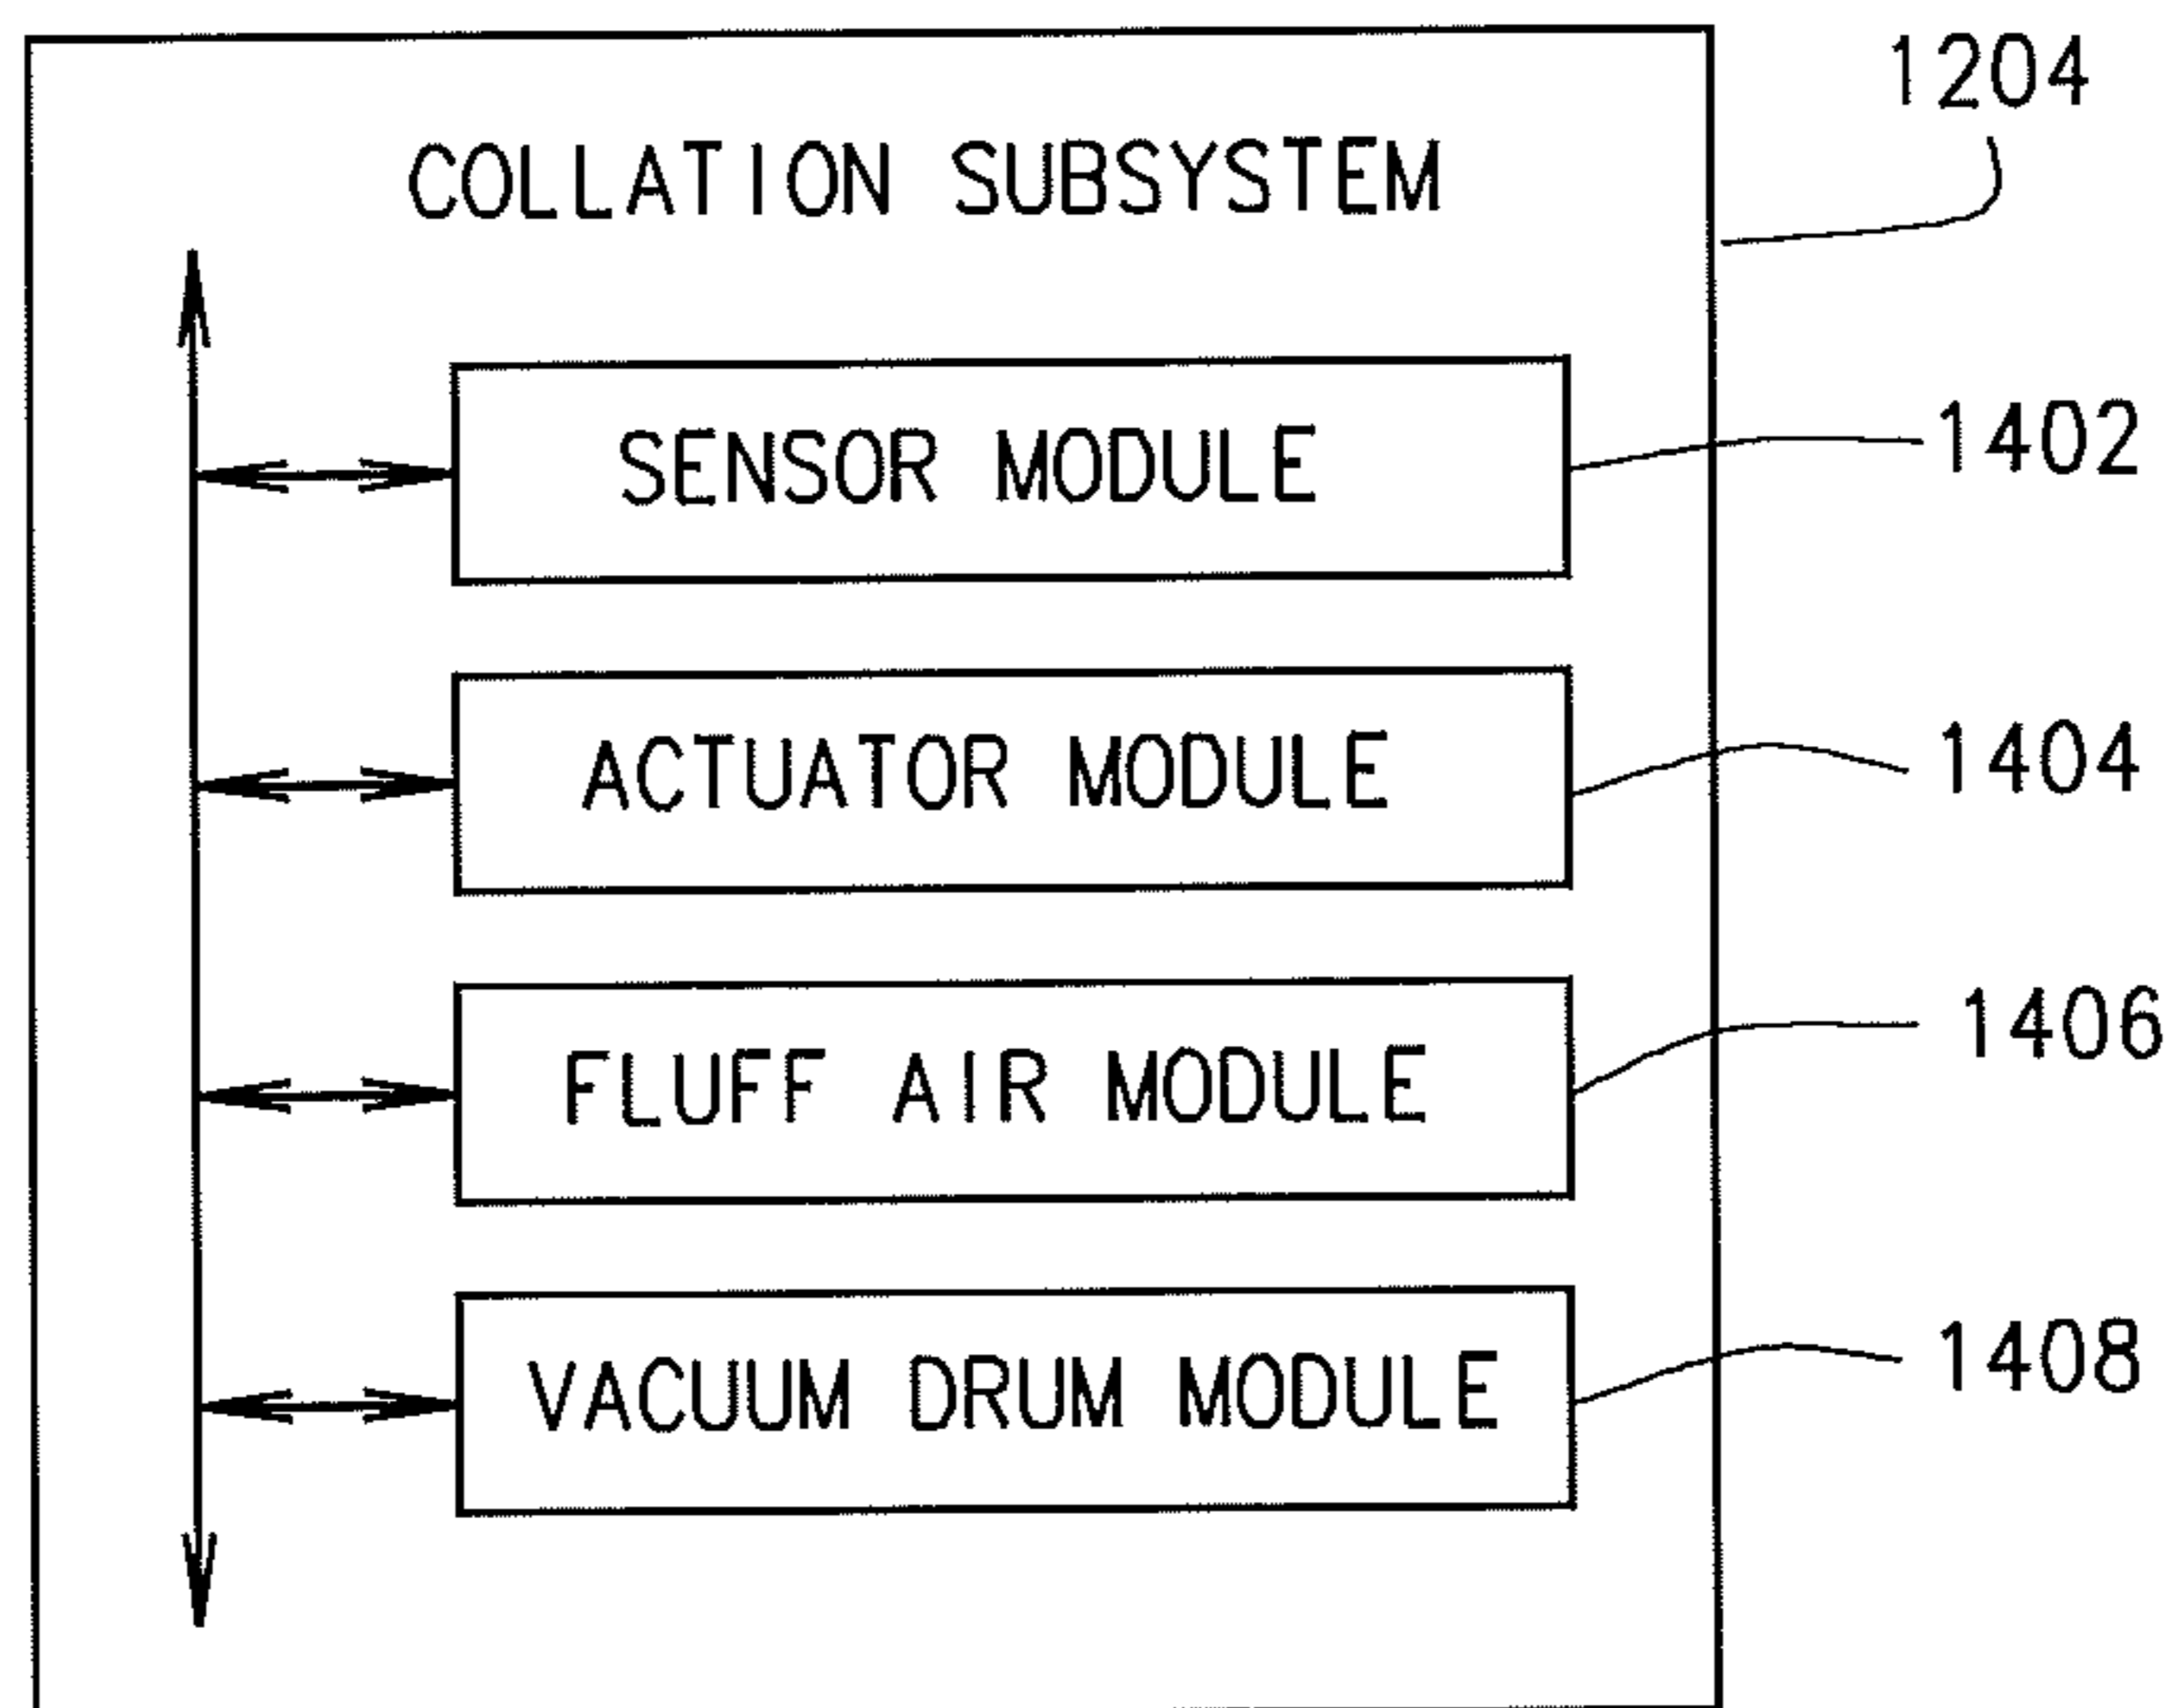 1204
COLLATION SUBSYSTEM
SENSOR MODULE
1402
ACTUATOR MODULE
1404
FLUFF AIR MODULE
1406
VACUUM DRUM MODULE
1408